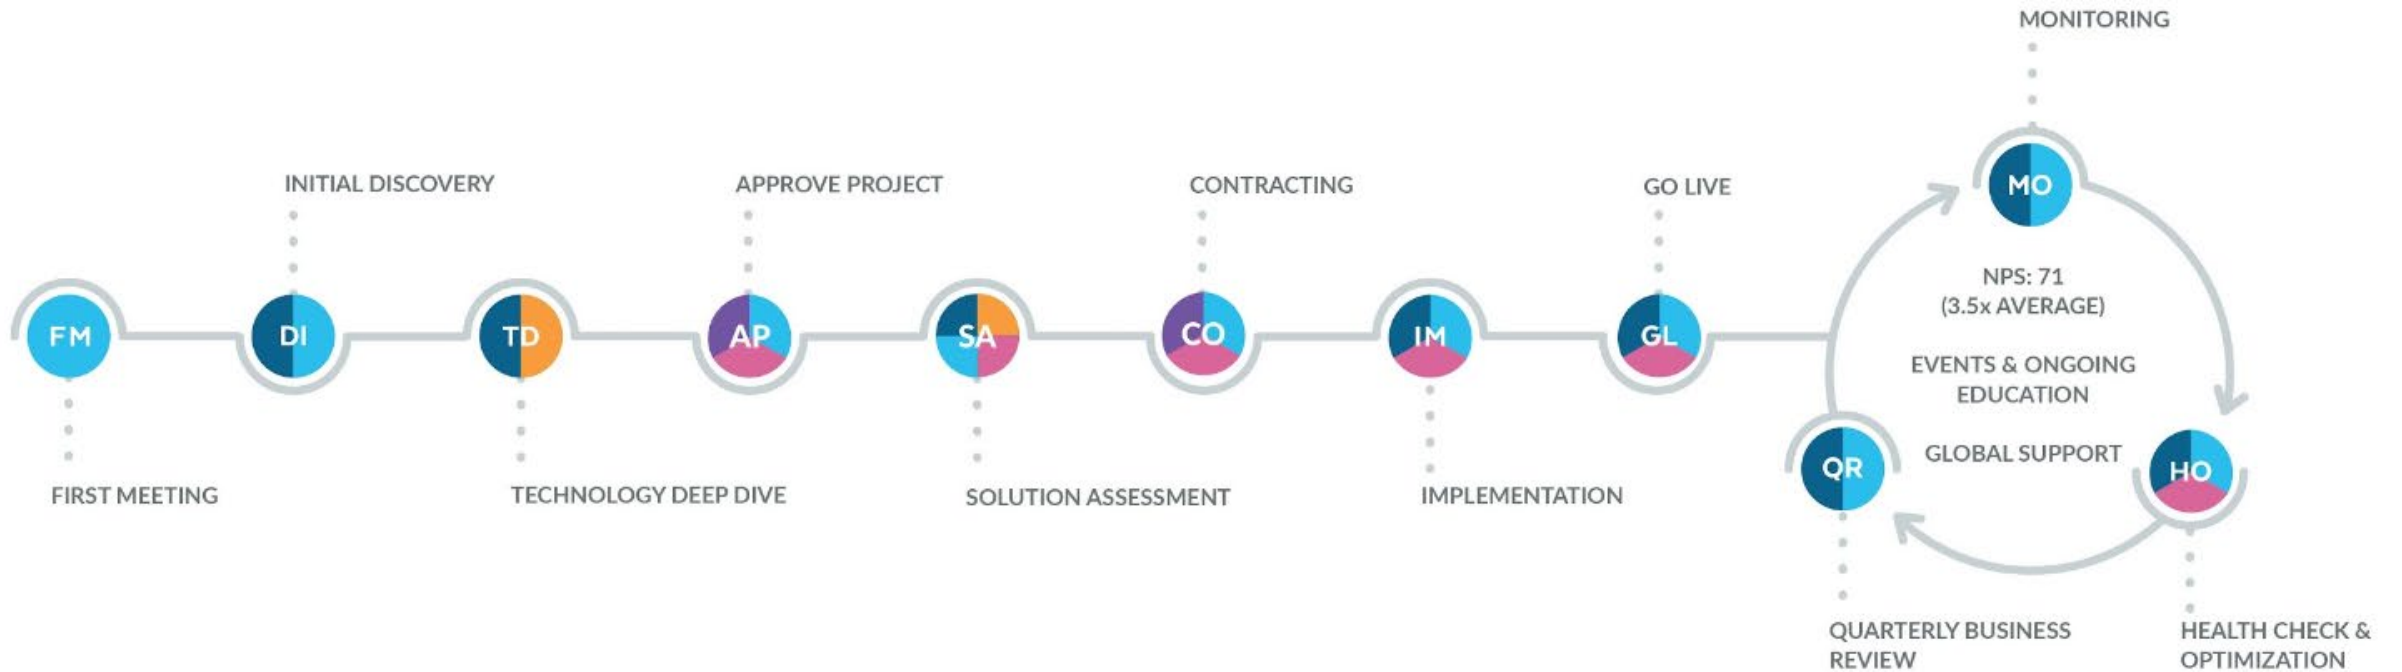 MONITORING
INITIAL DISCOVERY
APPROVE PROJECT
CONTRACTING
GO LIVE
FM
DI
TD
AP
SA
CO
IM
GL
FIRST MEETING
TECHNOLOGY DEEP DIVE
SOLUTION ASSESSMENT
IMPLEMENTATION
MO
NPS: 71
(3.5x AVERAGE)
EVENTS & ONGOING
EDUCATION
GLOBAL SUPPORT
QR
HO
QUARTERLY BUSINESS
REVIEW
HEALTH CHECK &
OPTIMIZATION